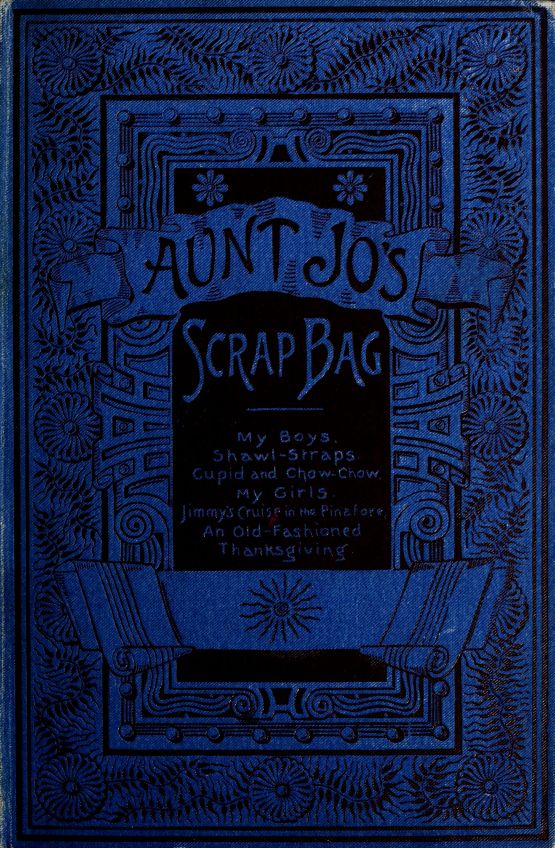 AUNT JO'S
SCRAP BAG
My Boys.
Shawl-Straps.
Cupid and Chow-Chow.
My Girls.
Jimmy's Cruise in the Pinafore.
An Old-Fashioned
Thanksgiving.